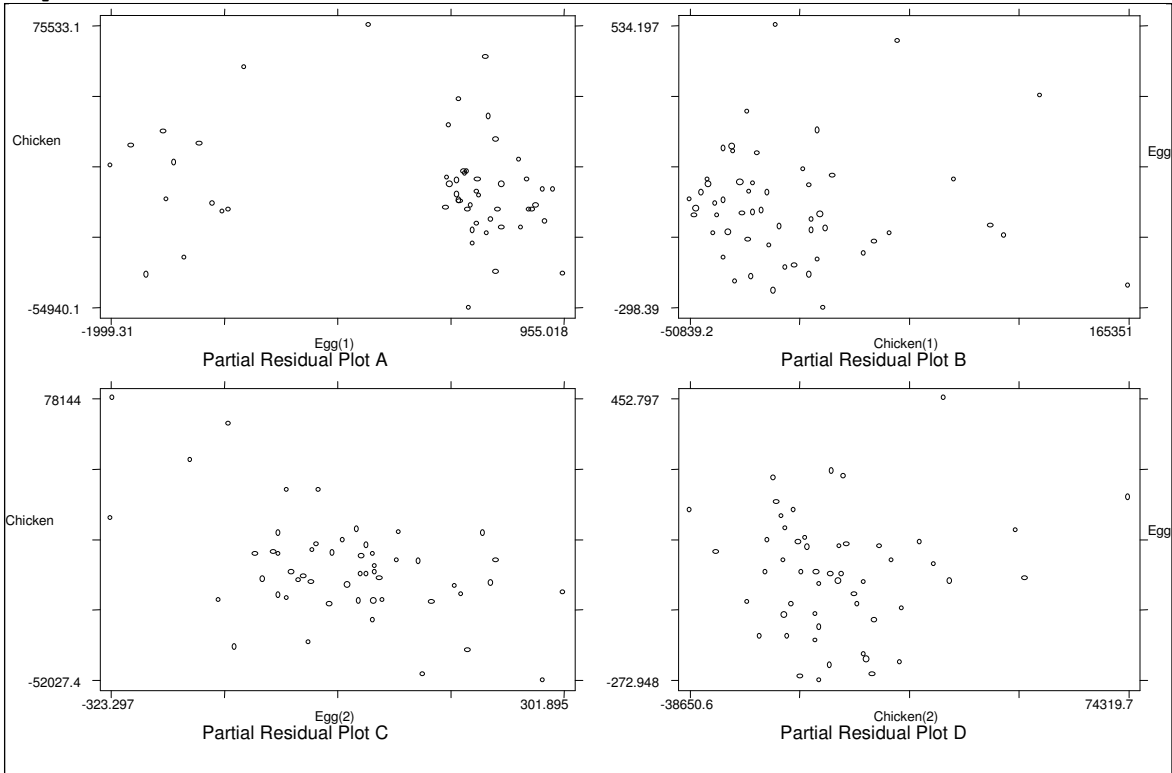 75533.1
Chicken
-54940.1
-1999.31
955.018
Egg(1)
Partial Residual Plot A
534.197
Egg
-298.39
-50839.2
165351
Chicken(1)
Partial Residual Plot B
78144
Chicken
-52027.4
-323.297
301.895
Egg(2)
Partial Residual Plot C
452.797
Egg
-272.948
-38650.6
74319.7
Chicken(2)
Partial Residual Plot D